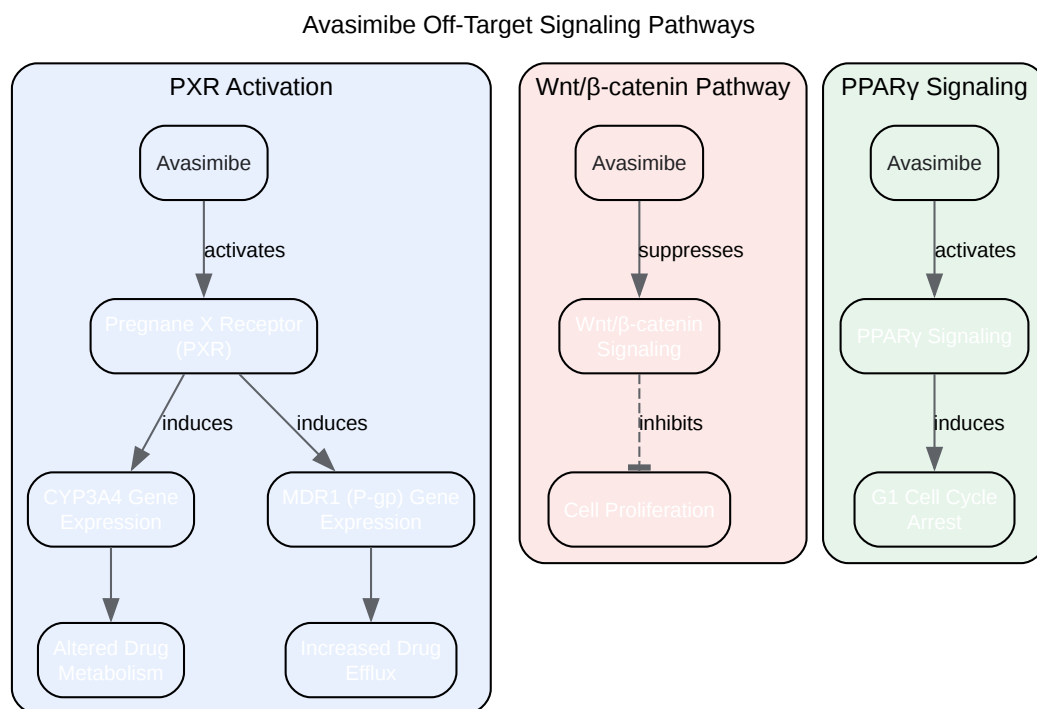 Avasimibe Off-Target Signaling Pathways
PXR Activation
Avasimibe
activates
Pregnane X Receptor
(PXR)
induces
induces
CYP3A4 Gene
Expression
MDR1 (P-gp) Gene
Expression
Altered Drug
Metabolism
Increased Drug
Efflux
Wnt/β-catenin Pathway
Avasimibe
suppresses
Wnt/β-catenin
Signaling
inhibits
Cell Proliferation
PPARγ Signaling
Avasimibe
activates
PPARγ Signaling
induces
G1 Cell Cycle
Arrest